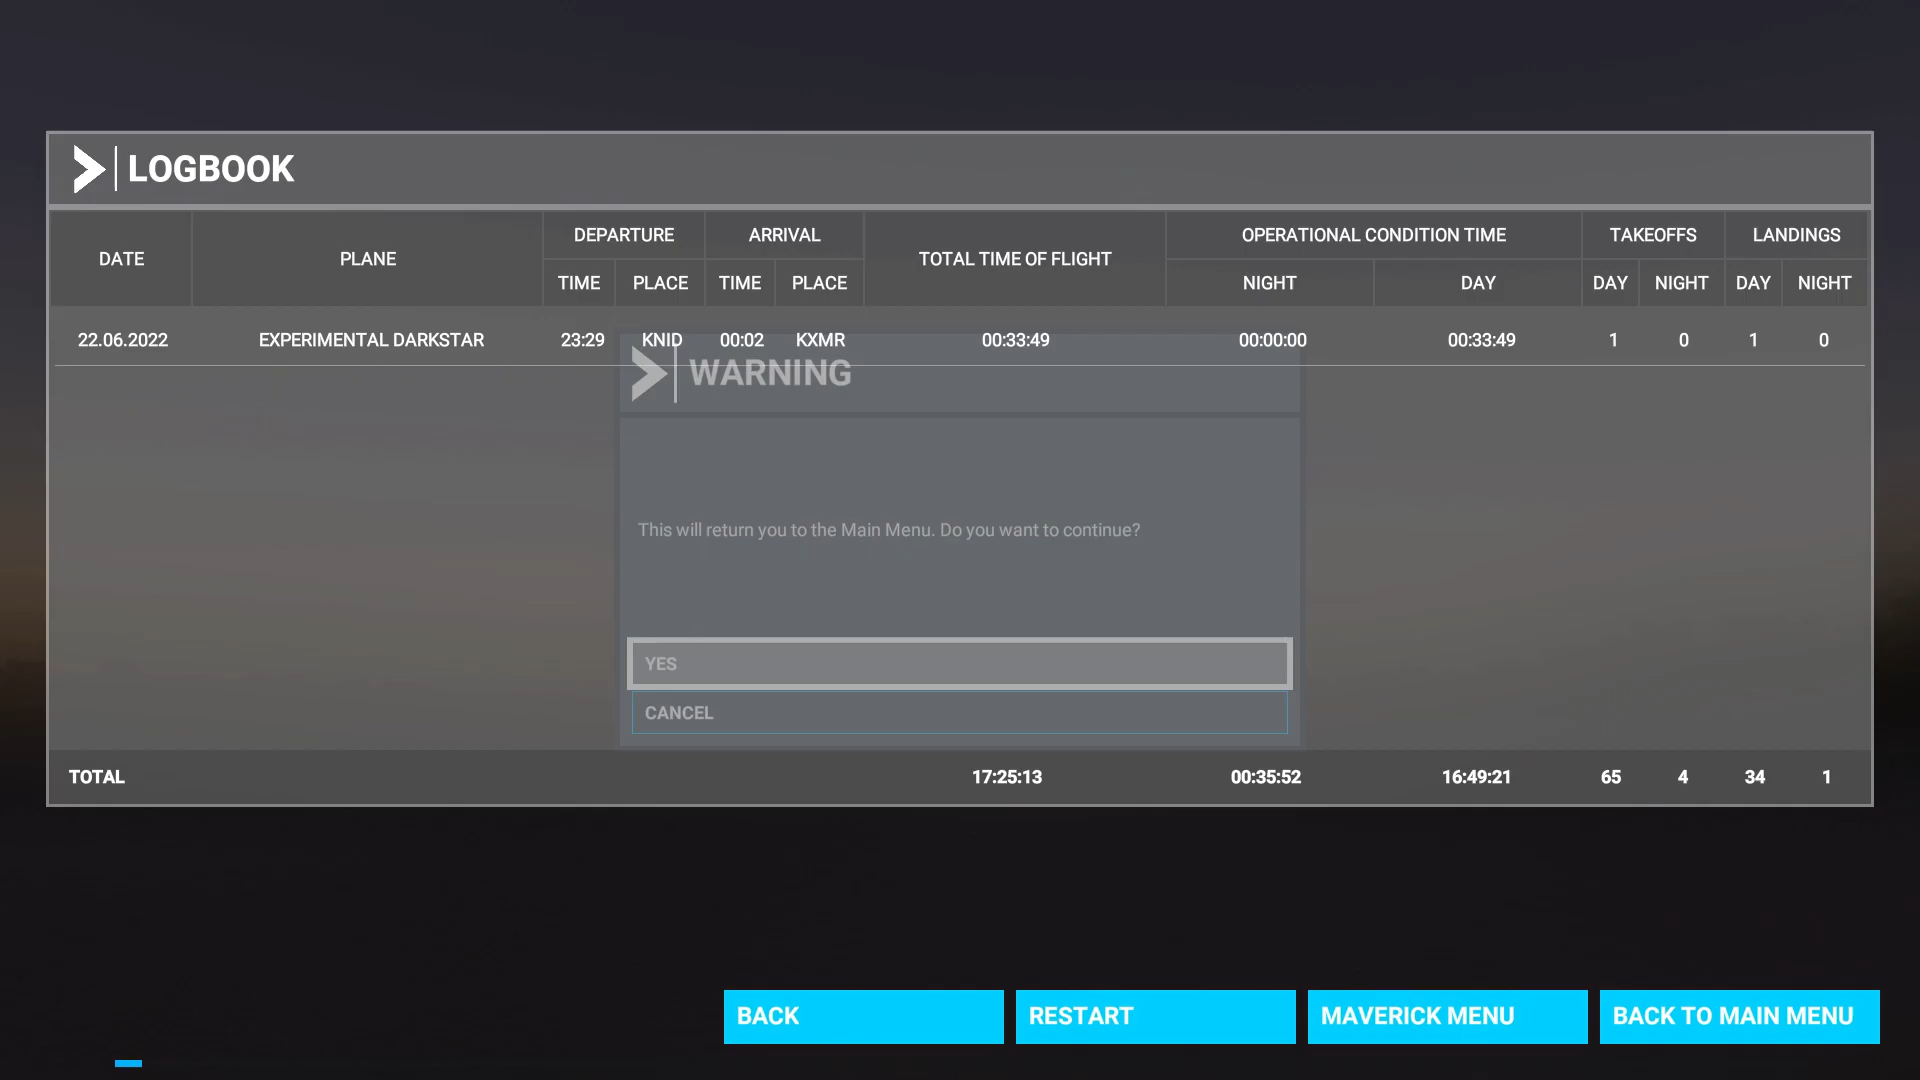 LOGBOOK
DATE PLANE DEPARTURE ARRIVAL TOTAL TIME OF FLIGHT OPERATIONAL CONDITION TIME TAKEOFFS LANDINGS
TIME PLACE TIME PLACE NIGHT DAY DAY NIGHT DAY NIGHT
22.06.2022 EXPERIMENTAL DARKSTAR 23:29 KNID 00:02 KXMR 00:33:49 00:00:00 00:33:49 1 0 1 0
WARNING
This will return you to the Main Menu. Do you want to continue?
YES
CANCEL
TOTAL 17:25:13 00:35:52 16:49:21 65 4 34 1
BACK RESTART MAVERICK MENU BACK TO MAIN MENU